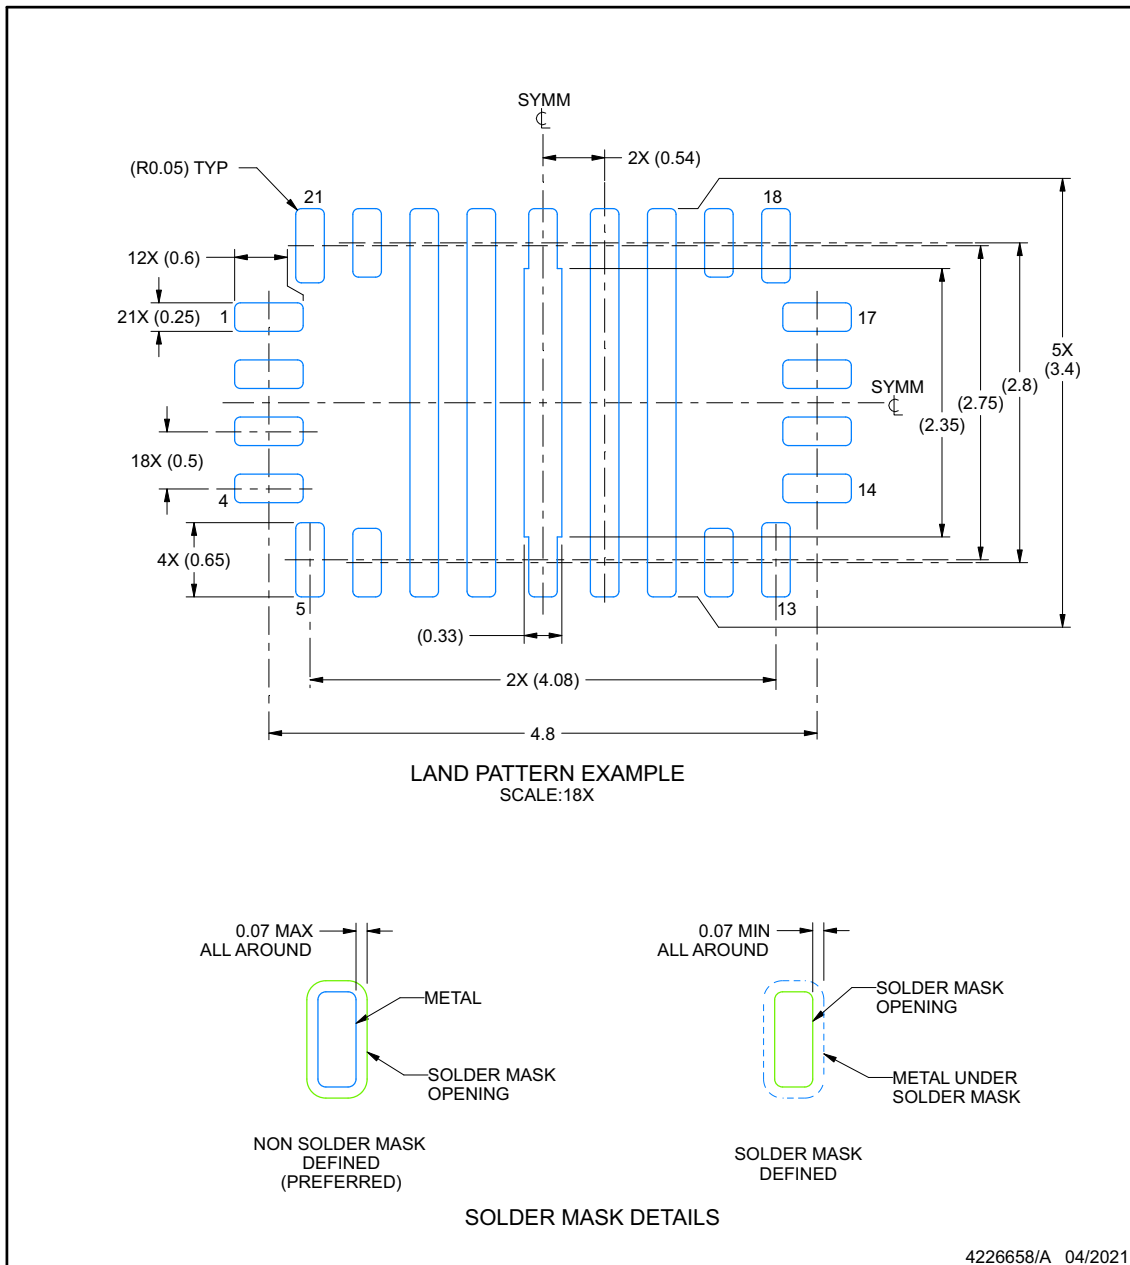 SYMM
℄
2X (0.54)
(R0.05) TYP
21
18
12X (0.6)
21X (0.25)
1
17
5X
(3.4)
(2.8)
SYMM
℄
(2.75)
(2.35)
18X (0.5)
4
14
4X (0.65)
5
13
(0.33)
2X (4.08)
4.8
LAND PATTERN EXAMPLE
SCALE:18X
0.07 MAX
ALL AROUND
METAL
SOLDER MASK
OPENING
NON SOLDER MASK
DEFINED
(PREFERRED)
0.07 MIN
ALL AROUND
SOLDER MASK
OPENING
METAL UNDER
SOLDER MASK
SOLDER MASK
DEFINED
SOLDER MASK DETAILS
4226658/A 04/2021